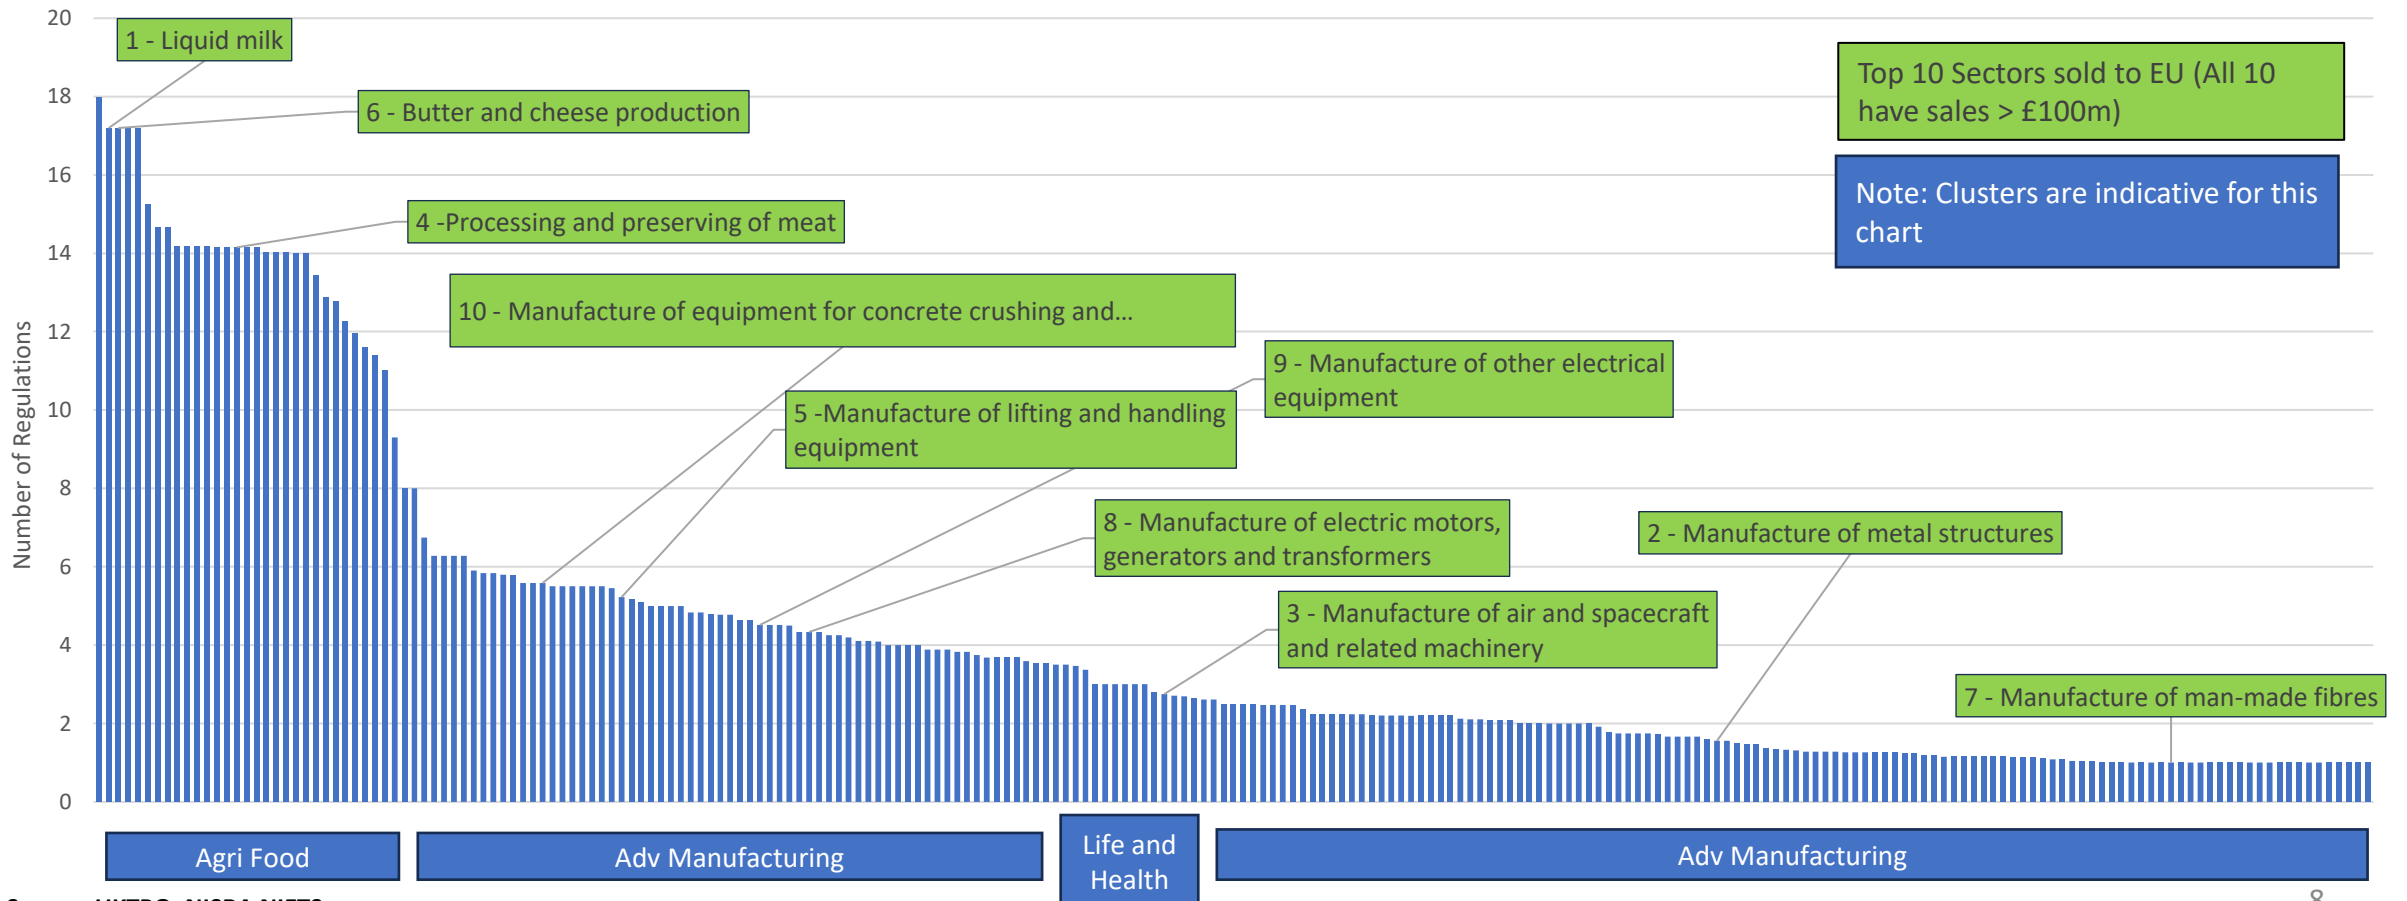 20
18
16
14
12
10
8
6
4
2
0
Number of Regulations
1 - Liquid milk
6 - Butter and cheese production
4 -Processing and preserving of meat
10 - Manufacture of equipment for concrete crushing and...
5 -Manufacture of lifting and handling
equipment
9 - Manufacture of other electrical
equipment
8 - Manufacture of electric motors,
generators and transformers
3 - Manufacture of air and spacecraft
and related machinery
2 - Manufacture of metal structures
7 - Manufacture of man-made fibres
Top 10 Sectors sold to EU (All 10
have sales > £100m)
Note: Clusters are indicative for this
chart
Agri Food
Adv Manufacturing
Life and
Health
Adv Manufacturing
8